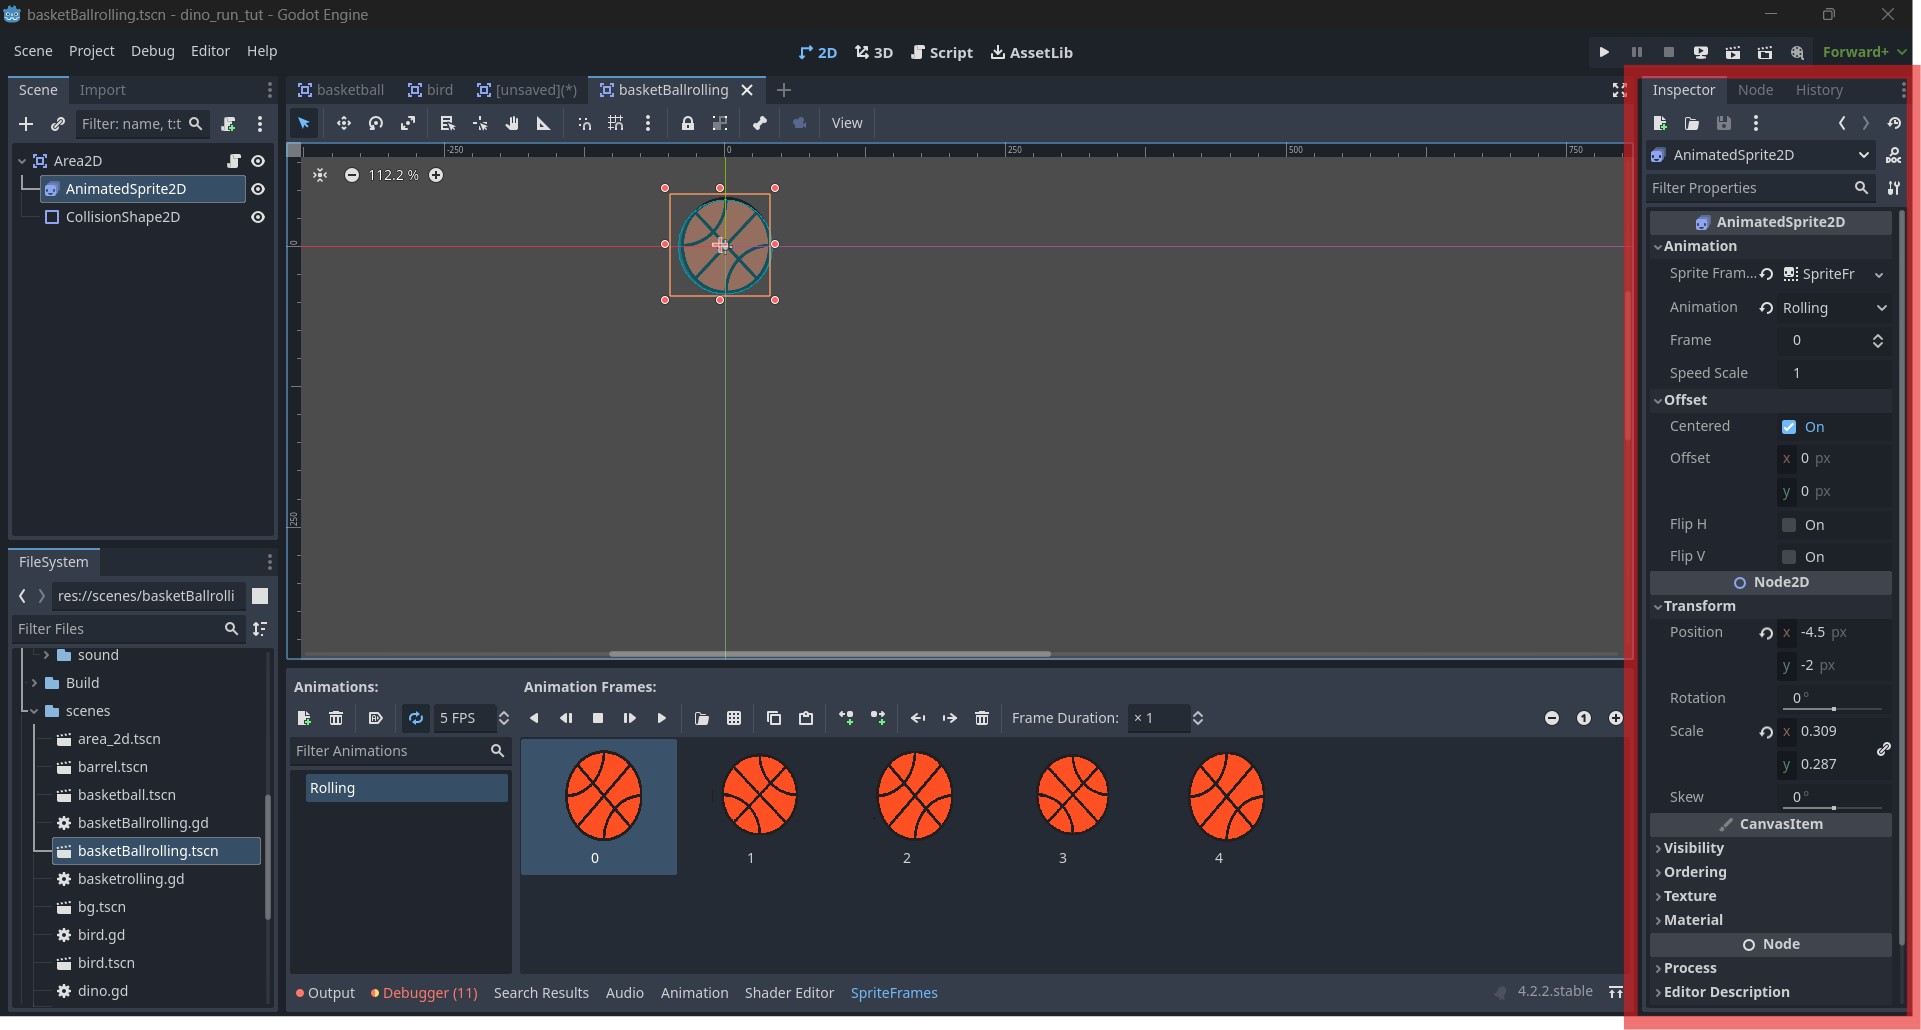 basketBallrolling.tscn - dino_run_tut - Godot Engine
Scene Project Debug Editor Help
2D 3D Script AssetLib
Forward+
Scene Import
Filter: name, t:t
Area2D
AnimatedSprite2D
CollisionShape2D
FileSystem
res://scenes/basketBallrolli
Filter Files
sound
Build
scenes
area_2d.tscn
barrel.tscn
basketball.tscn
basketBallrolling.gd
basketBallrolling.tscn
basketrolling.gd
bg.tscn
bird.gd
bird.tscn
dino.gd
basketball bird [unsaved](*) basketBallrolling
View
-250 0 250 500 750
112.2 %
0
250
Animations:
5 FPS
Filter Animations
Rolling
Animation Frames:
Frame Duration: × 1
1
0 1 2 3 4
Output Debugger (11) Search Results Audio Animation Shader Editor SpriteFrames
4.2.2.stable
Inspector Node History
AnimatedSprite2D
DOC
Filter Properties
AnimatedSprite2D
Animation
Sprite Fram... SpriteFr
Animation Rolling
Frame 0
Speed Scale 1
Offset
Centered On
Offset x 0 px
y 0 px
Flip H On
Flip V On
Node2D
Transform
Position x -4.5 px
y -2 px
Rotation 0 °
Scale x 0.309
y 0.287
Skew 0 °
CanvasItem
Visibility
Ordering
Texture
Material
Node
Process
Editor Description